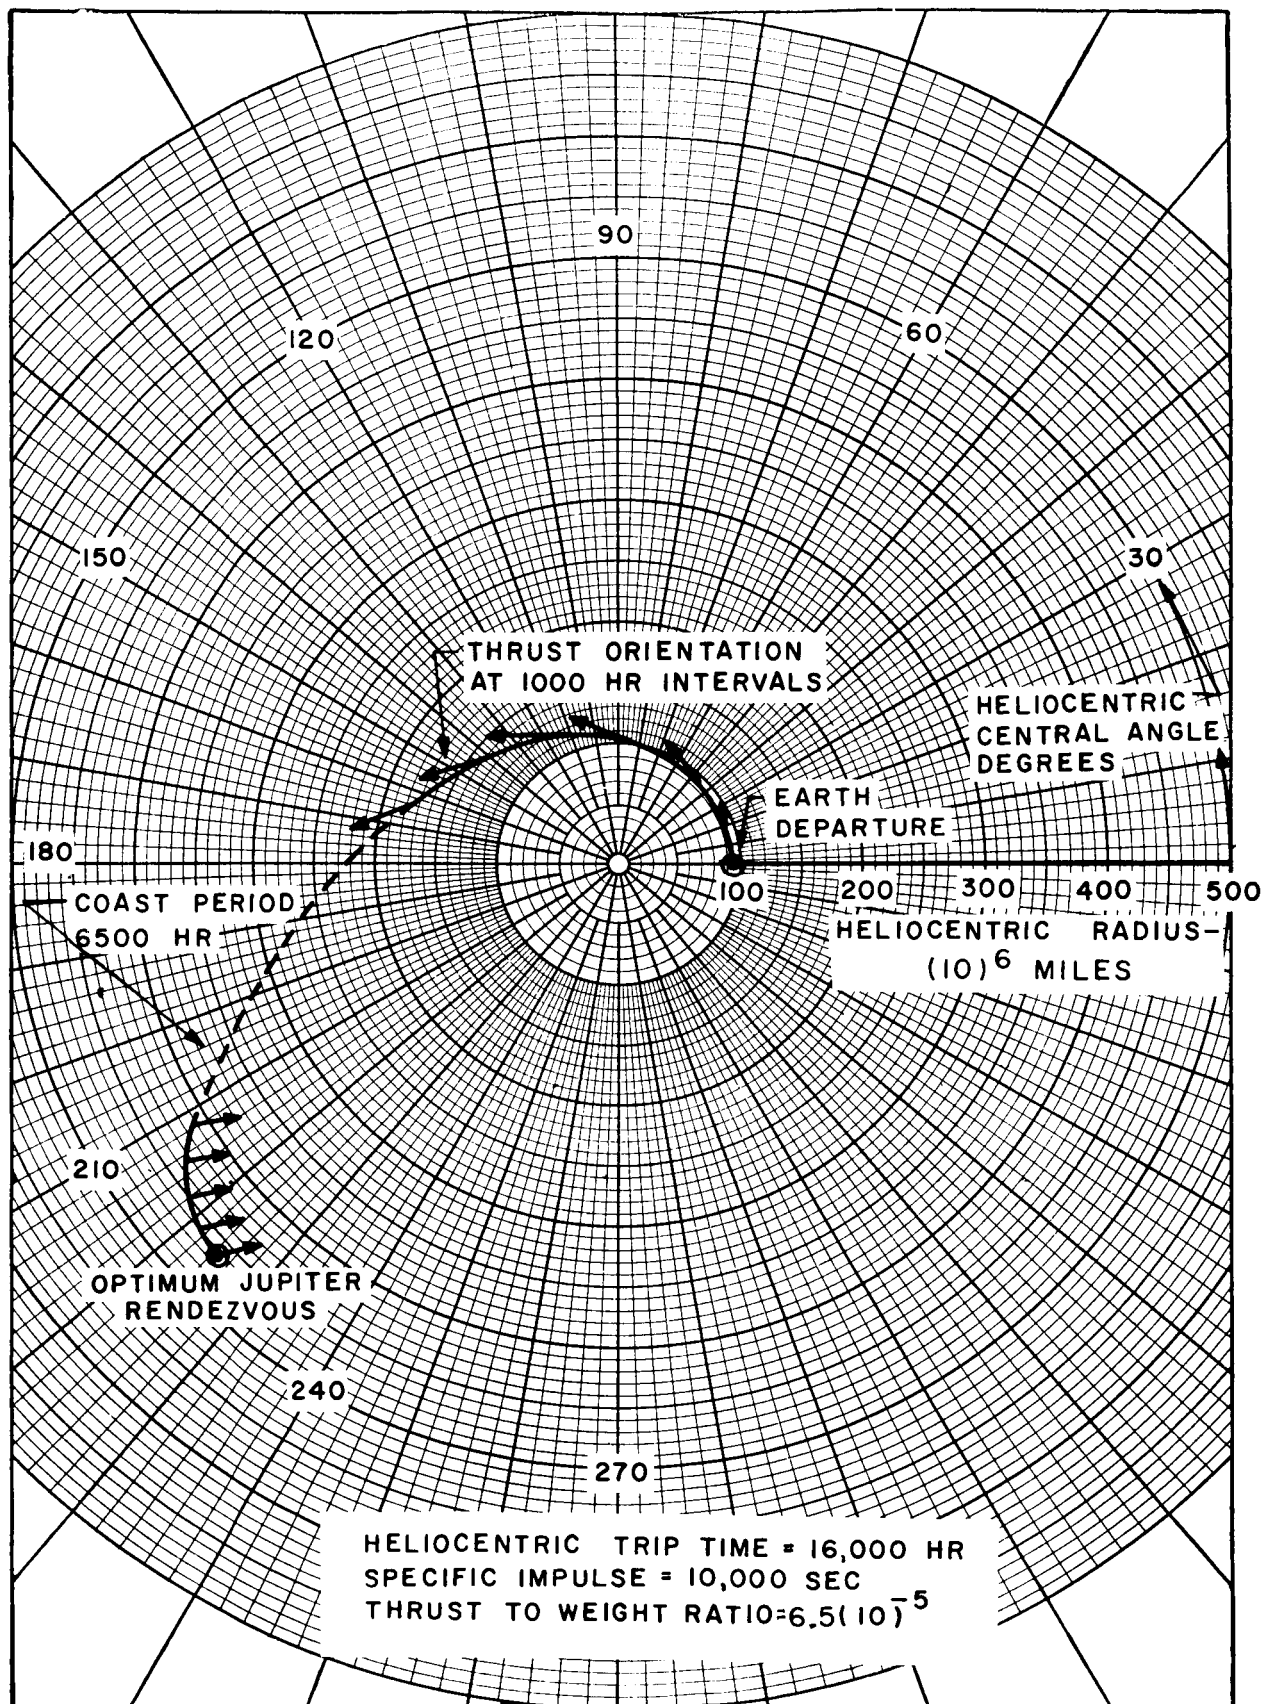 90
120
60
150
30
THRUST ORIENTATION
AT 1000 HR INTERVALS
HELIOCENTRIC
CENTRAL ANGLE
DEGREES
EARTH
DEPARTURE
180
100 200 300 400 500
COAST PERIOD
6500 HR
HELIOCENTRIC RADIUS-
(10)⁶ MILES
210
OPTIMUM JUPITER
RENDEZVOUS
240
270
HELIOCENTRIC TRIP TIME = 16,000 HR
SPECIFIC IMPULSE = 10,000 SEC
THRUST TO WEIGHT RATIO=6.5(10)⁻⁵